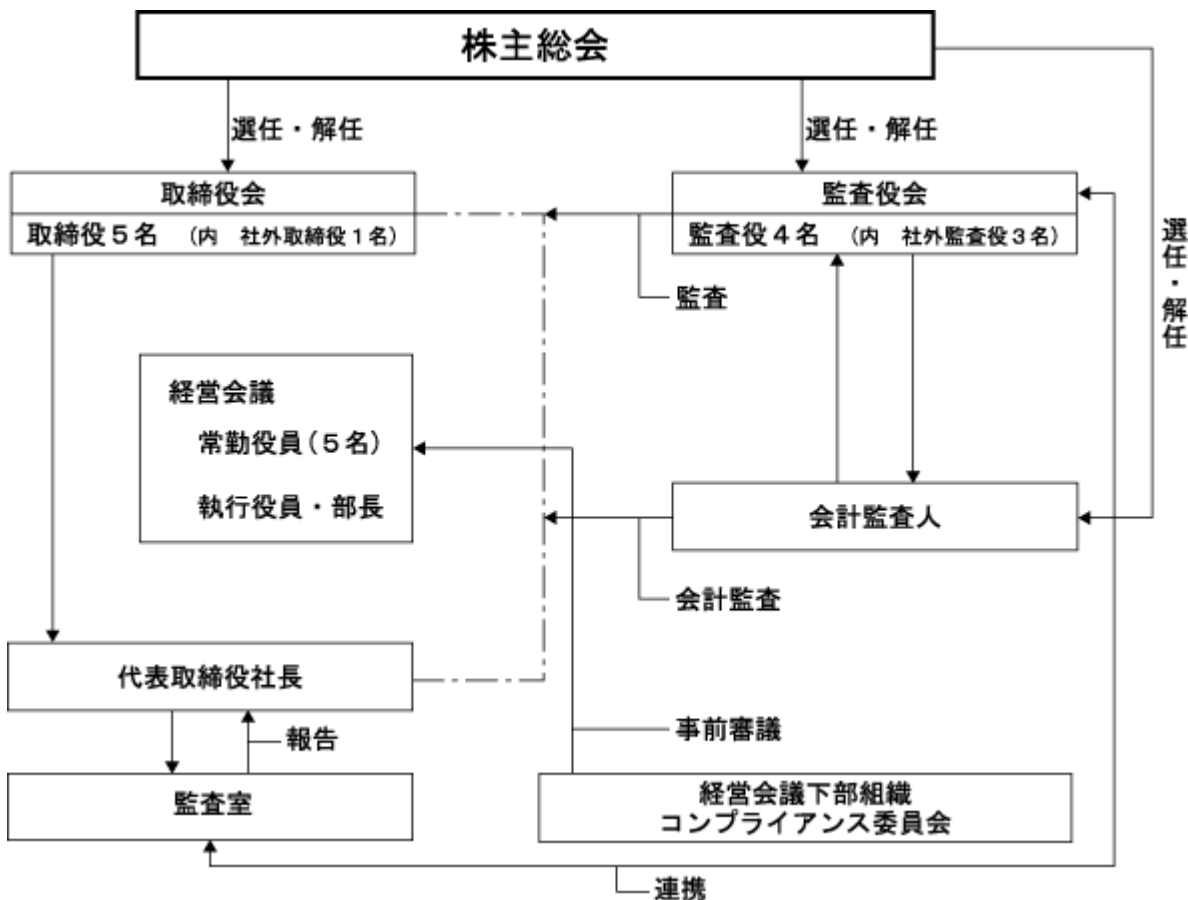 株主総会
選任・解任
選任・解任
取締役会
取締役5名 (内 社外取締役1名)
監査役会
監査役4名 (内 社外監査役3名)
選任・解任
監査
経営会議
常勤役員(5名)
執行役員・部長
会計監査人
会計監査
代表取締役社長
報告
事前審議
監査室
経営会議下部組織
コンプライアンス委員会
連携